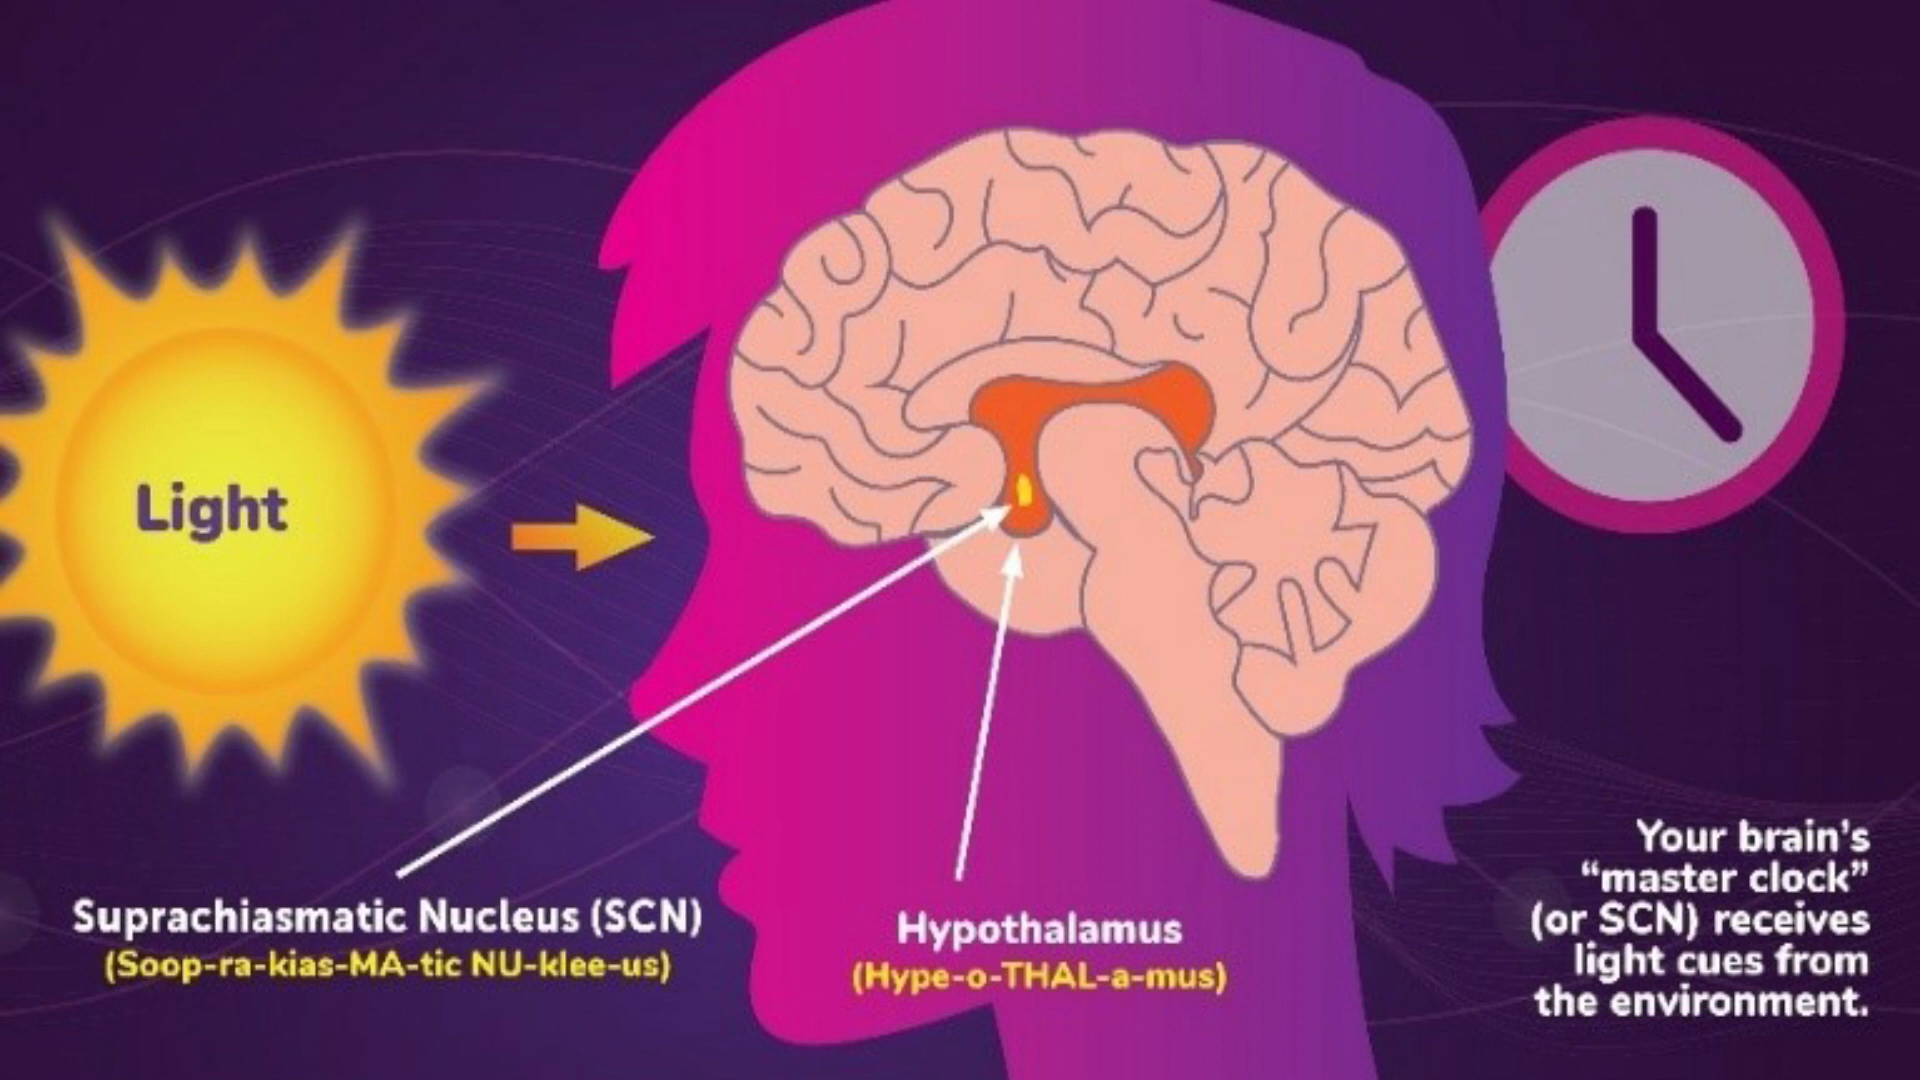 Light
Suprachiasmatic Nucleus (SCN)
(Soop-ra-kias-MA-tic NU-klee-us)
Hypothalamus
(Hype-o-THAL-a-mus)
Your brain’s
“master clock”
(or SCN) receives
light cues from
the environment.